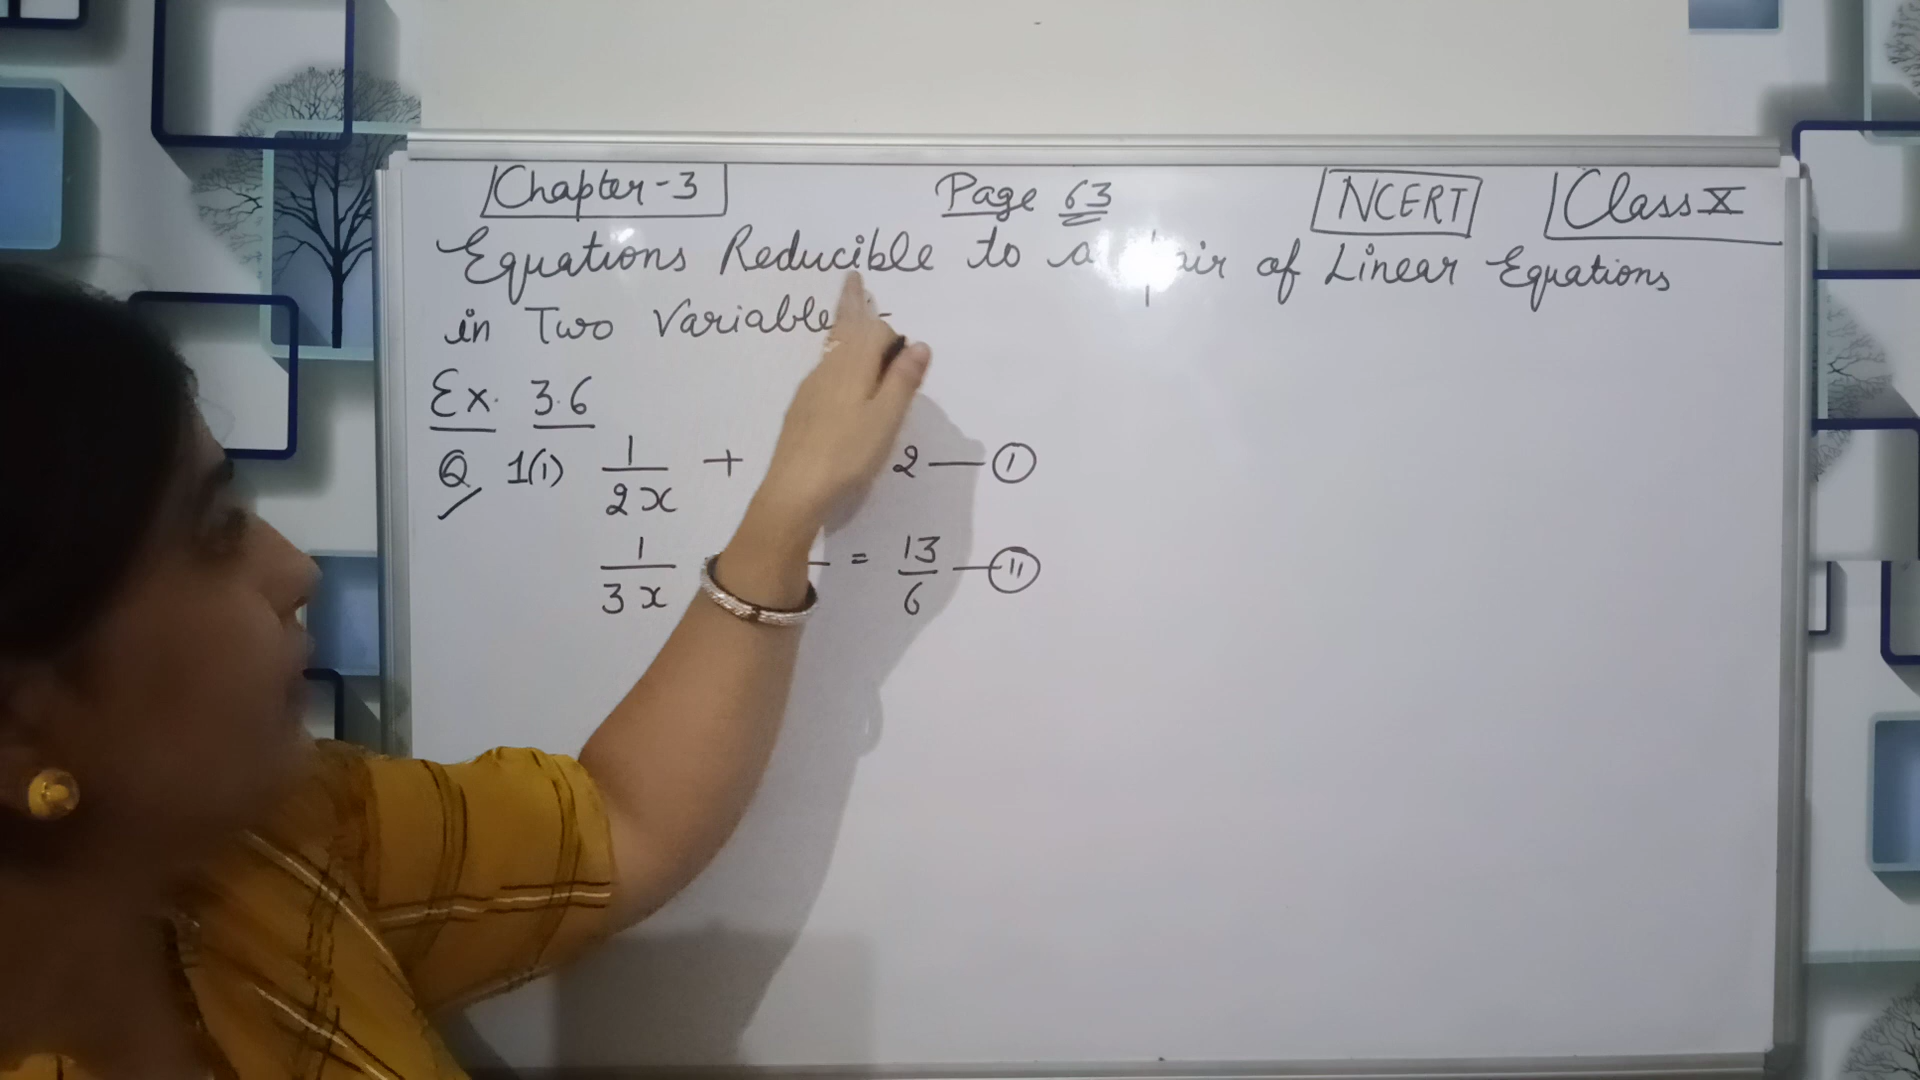 Chapter-3 Page 63 NCERT Class X
Equations Reducible to a of Linear Equations
in Two Variable
Ex. 3.6
Q 1(i) 1/2x + 2 — (i)
1/3x = 13/6 — (ii)